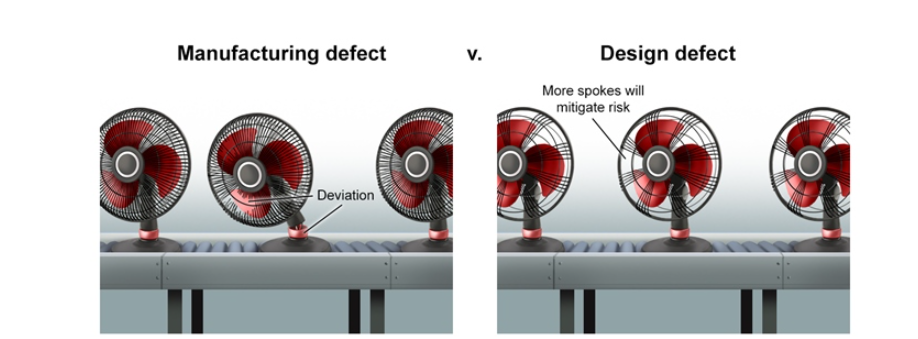 Manufacturing defect
v.
Design defect
More spokes will
mitigate risk
Deviation